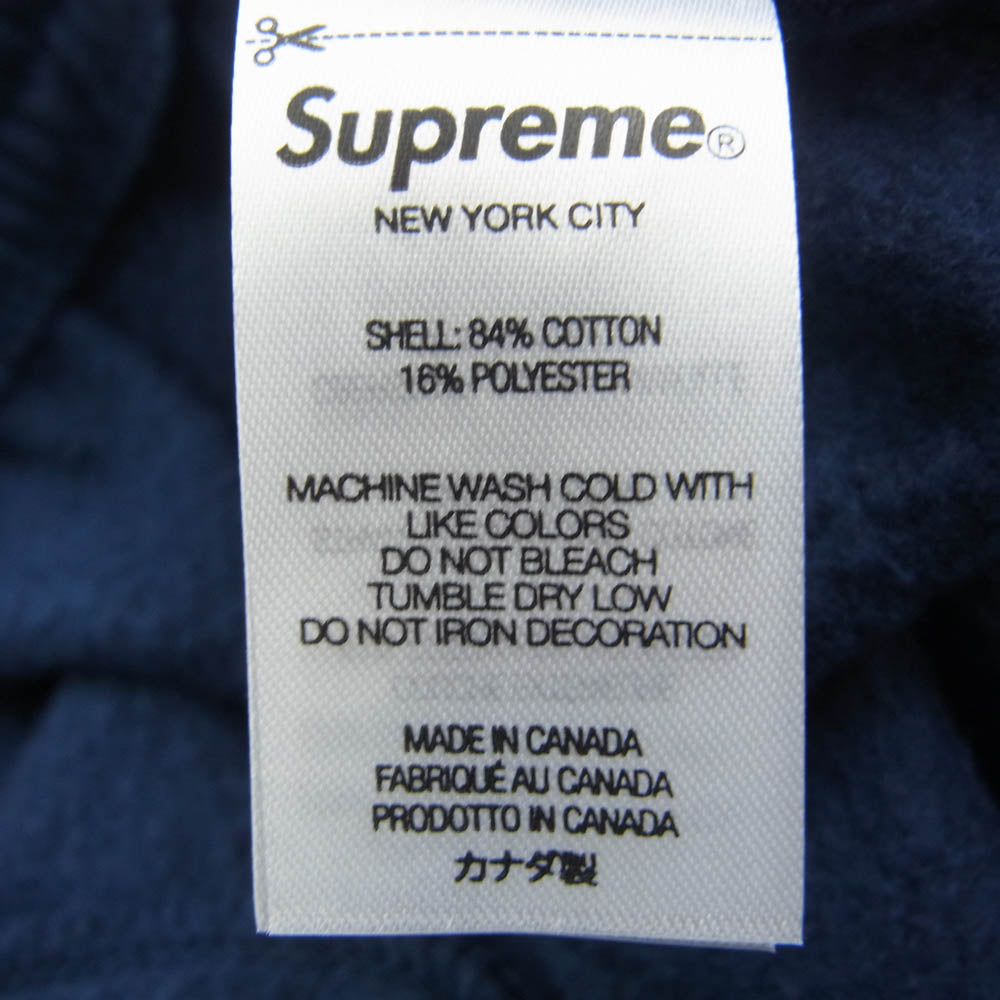 Supreme®
NEW YORK CITY
SHELL: 84% COTTON
16% POLYESTER
MACHINE WASH COLD WITH
LIKE COLORS
DO NOT BLEACH
TUMBLE DRY LOW
DO NOT IRON DECORATION
MADE IN CANADA
FABRIQUÉ AU CANADA
PRODOTTO IN CANADA
カナダ製